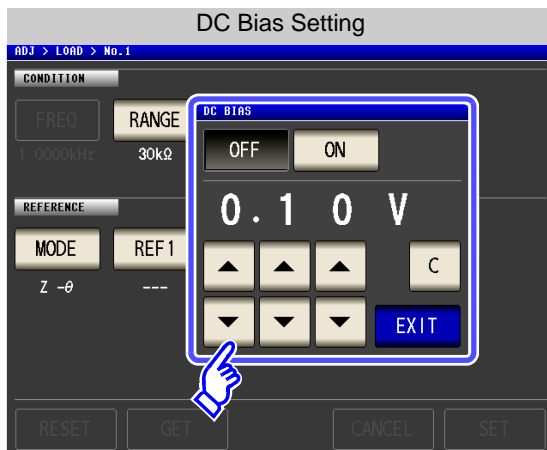 DC Bias Setting
ADJ > LOAD > No.1
CONDITION
FREQ
RANGE
1.0000kHz
30kΩ
DC BIAS
OFF
ON
0.10 V
REFERENCE
MODE
REF1
Z -θ
---
C
EXIT
RESET
GET
CANCEL
SET